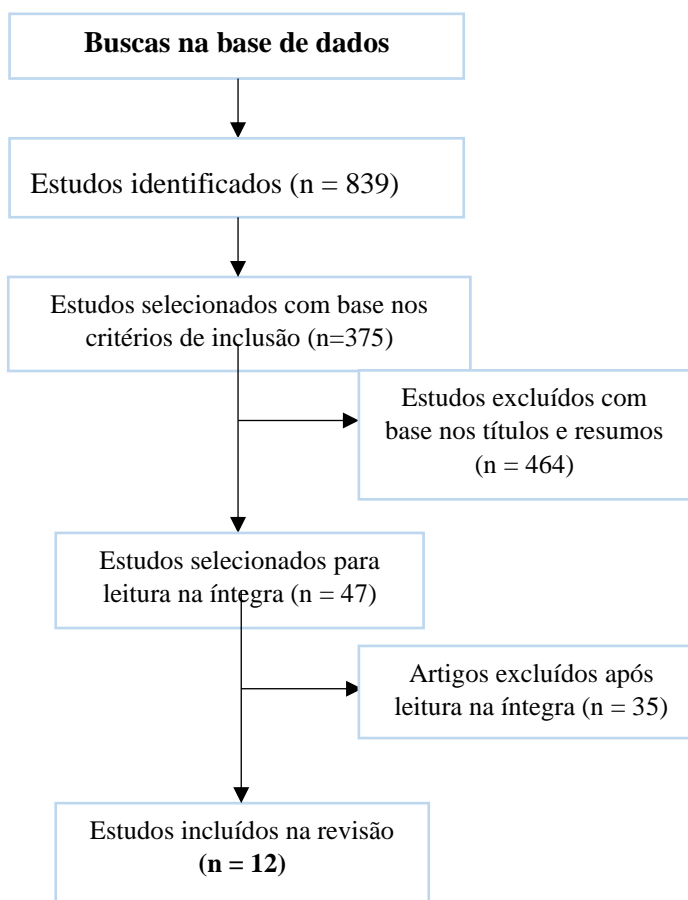 Buscas na base de dados
Estudos identificados (n = 839)
Estudos selecionados com base nos
critérios de inclusão (n=375)
Estudos excluídos com
base nos títulos e resumos
(n = 464)
Estudos selecionados para
leitura na íntegra (n = 47)
Artigos excluídos após
leitura na íntegra (n = 35)
Estudos incluídos na revisão
(n = 12)